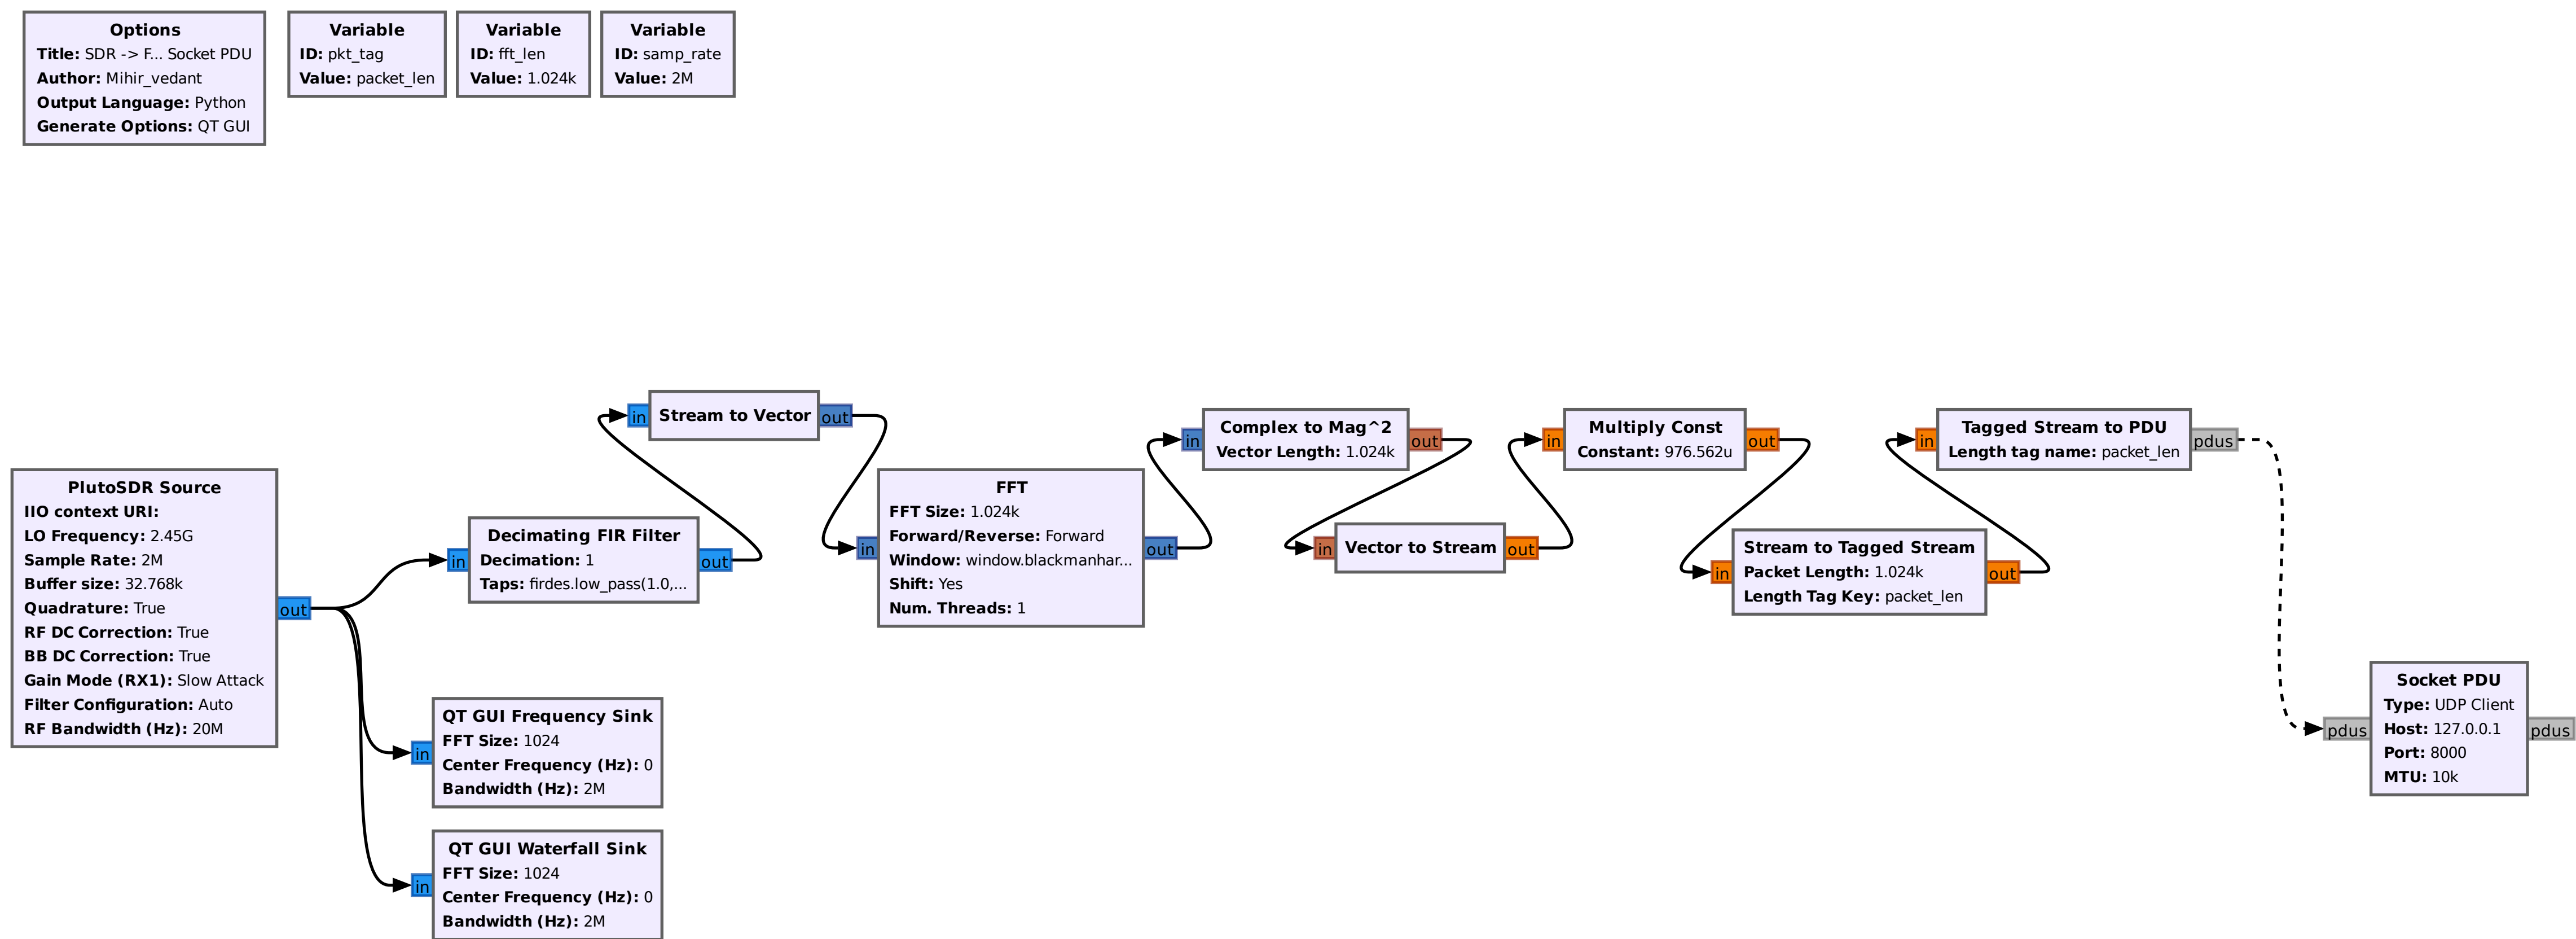 Options
Title: SDR -> F... Socket PDU
Author: Mihir_vedant
Output Language: Python
Generate Options: QT GUI
Variable
ID: pkt_tag
Value: packet_len
Variable
ID: fft_len
Value: 1.024k
Variable
ID: samp_rate
Value: 2M
PlutoSDR Source
IIO context URI:
LO Frequency: 2.45G
Sample Rate: 2M
Buffer size: 32.768k
Quadrature: True
RF DC Correction: True
BB DC Correction: True
Gain Mode (RX1): Slow Attack
Filter Configuration: Auto
RF Bandwidth (Hz): 20M
out
in
Decimating FIR Filter
Decimation: 1
Taps: firdes.low_pass(1.0,...
out
in
QT GUI Frequency Sink
FFT Size: 1024
Center Frequency (Hz): 0
Bandwidth (Hz): 2M
in
QT GUI Waterfall Sink
FFT Size: 1024
Center Frequency (Hz): 0
Bandwidth (Hz): 2M
in
Stream to Vector
out
in
FFT
FFT Size: 1.024k
Forward/Reverse: Forward
Window: window.blackmanhar...
Shift: Yes
Num. Threads: 1
out
in
Complex to Mag^2
Vector Length: 1.024k
out
in
Vector to Stream
out
in
Multiply Const
Constant: 976.562u
out
in
Stream to Tagged Stream
Packet Length: 1.024k
Length Tag Key: packet_len
out
in
Tagged Stream to PDU
Length tag name: packet_len
pdus
pdus
Socket PDU
Type: UDP Client
Host: 127.0.0.1
Port: 8000
MTU: 10k
pdus